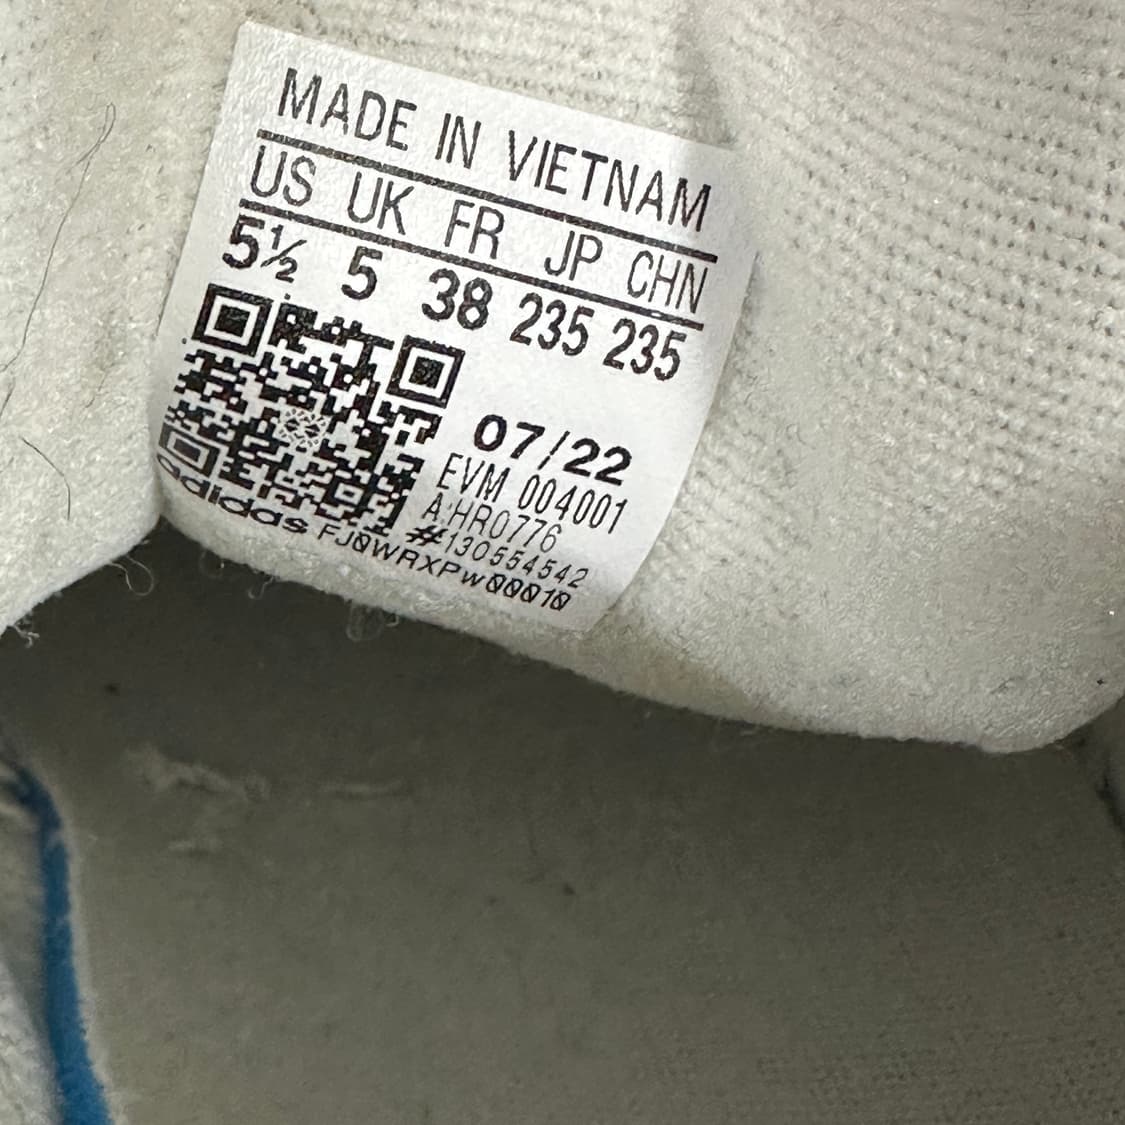 MADE IN VIETNAM
US UK FR JP CHN
5½ 5 38 235 235
07/22
EVM 004001
A:HR0776
#130554542
adidas FJØWRXPWØØØ1Ø